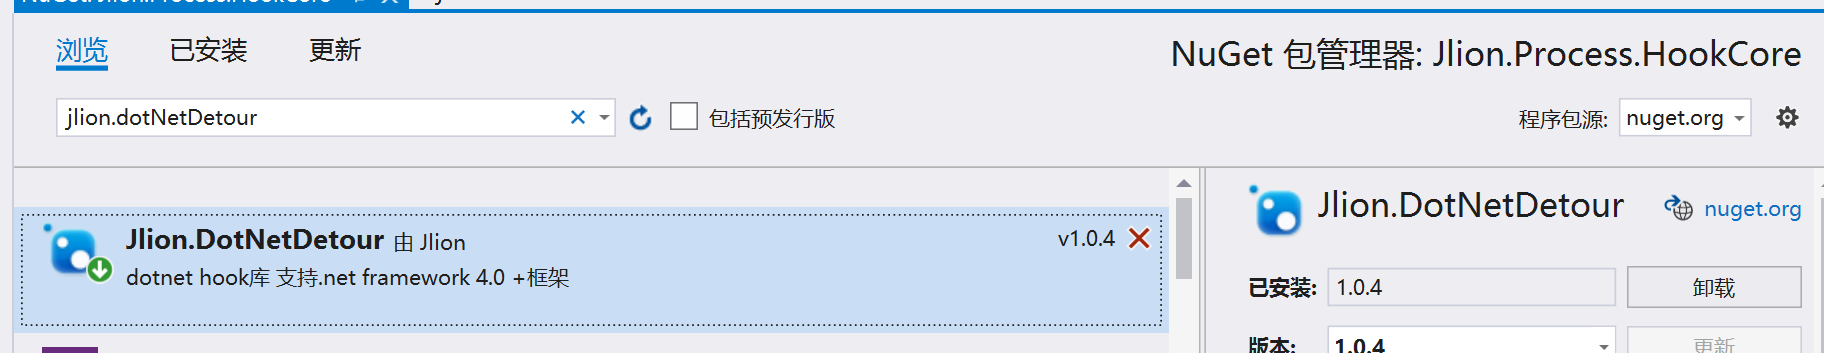 浏览 已安装 更新
NuGet 包管理器: Jlion.Process.HookCore
jlion.dotNetDetour
包括预发行版
程序包源: nuget.org
Jlion.DotNetDetour 由 Jlion
v1.0.4
dotnet hook库 支持.net framework 4.0 +框架
Jlion.DotNetDetour
nuget.org
已安装: 1.0.4 卸载
版本: 1.0.4 更新